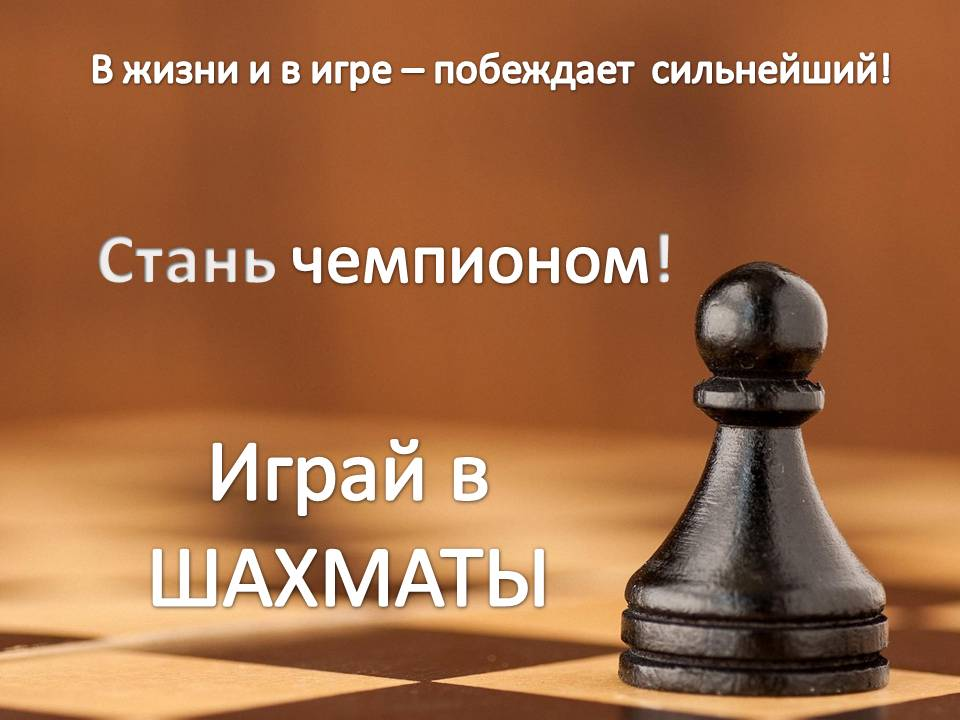 В жизни и в игре – побеждает сильнейший!
Стань чемпионом!
Играй в
ШАХМАТЫ